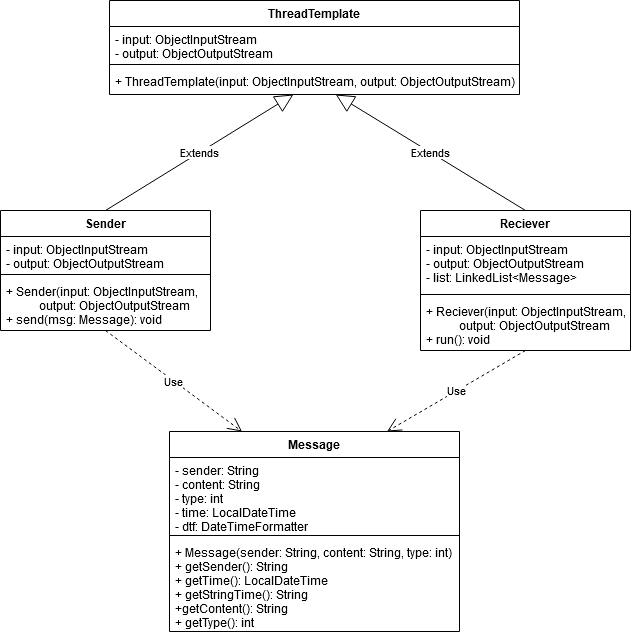 ThreadTemplate
- input: ObjectInputStream
- output: ObjectOutputStream
+ ThreadTemplate(input: ObjectInputStream, output: ObjectOutputStream)
Extends
Extends
Sender
- input: ObjectInputStream
- output: ObjectOutputStream
+ Sender(input: ObjectInputStream,
output: ObjectOutputStream
+ send(msg: Message): void
Reciever
- input: ObjectInputStream
- output: ObjectOutputStream
- list: LinkedList<Message>
+ Reciever(input: ObjectInputStream,
output: ObjectOutputStream
+ run(): void
Use
Use
Message
- sender: String
- content: String
- type: int
- time: LocalDateTime
- dtf: DateTimeFormatter
+ Message(sender: String, content: String, type: int)
+ getSender(): String
+ getTime(): LocalDateTime
+ getStringTime(): String
+getContent(): String
+ getType(): int